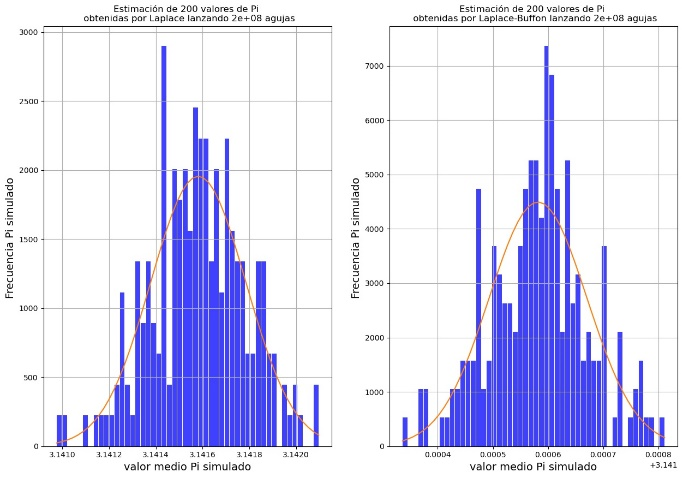 Estimación de 200 valores de Pi
obtenidas por Laplace lanzando 2e+08 agujas
3000
2500
2000
1500
1000
500
0
Frecuencia Pi simulado
3.1410 3.1412 3.1414 3.1416 3.1418 3.1420
valor medio Pi simulado
Estimación de 200 valores de Pi
obtenidas por Laplace-Buffon lanzando 2e+08 agujas
7000
6000
5000
4000
3000
2000
1000
0
Frecuencia Pi simulado
0.0004 0.0005 0.0006 0.0007 0.0008
+3.141
valor medio Pi simulado